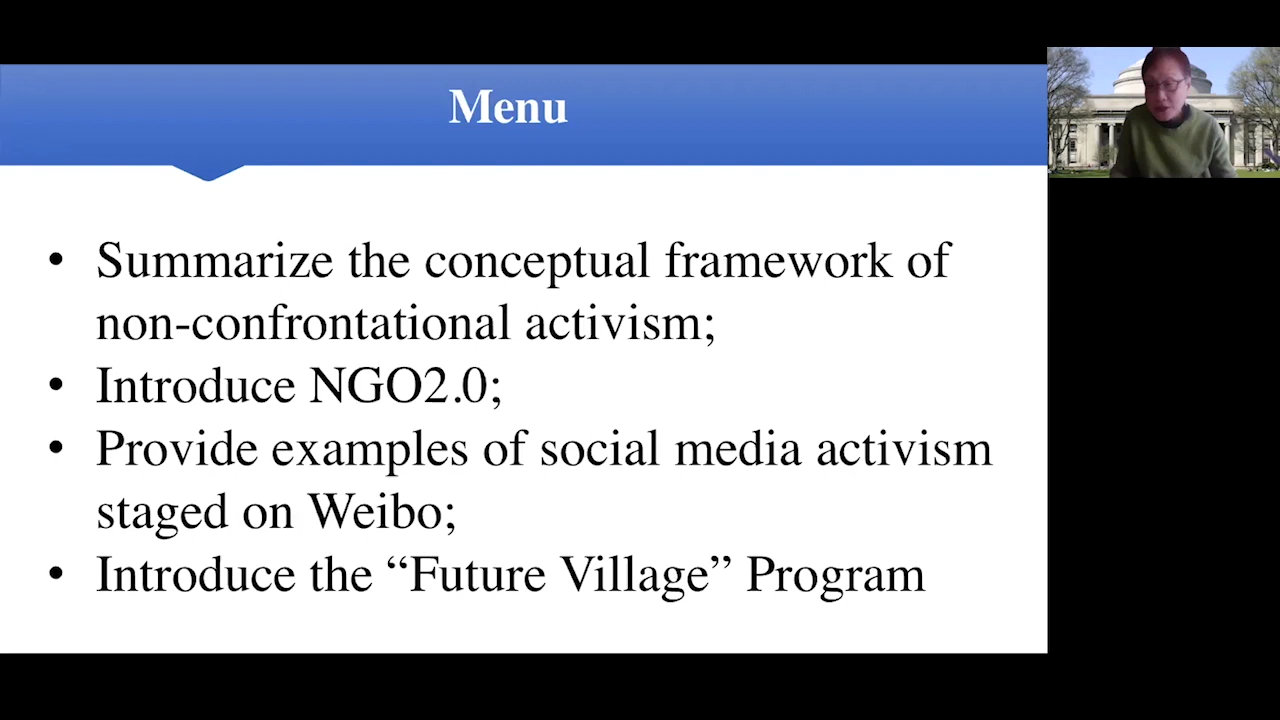 Menu
• Summarize the conceptual framework of
non-confrontational activism;
• Introduce NGO2.0;
• Provide examples of social media activism
staged on Weibo;
• Introduce the “Future Village” Program